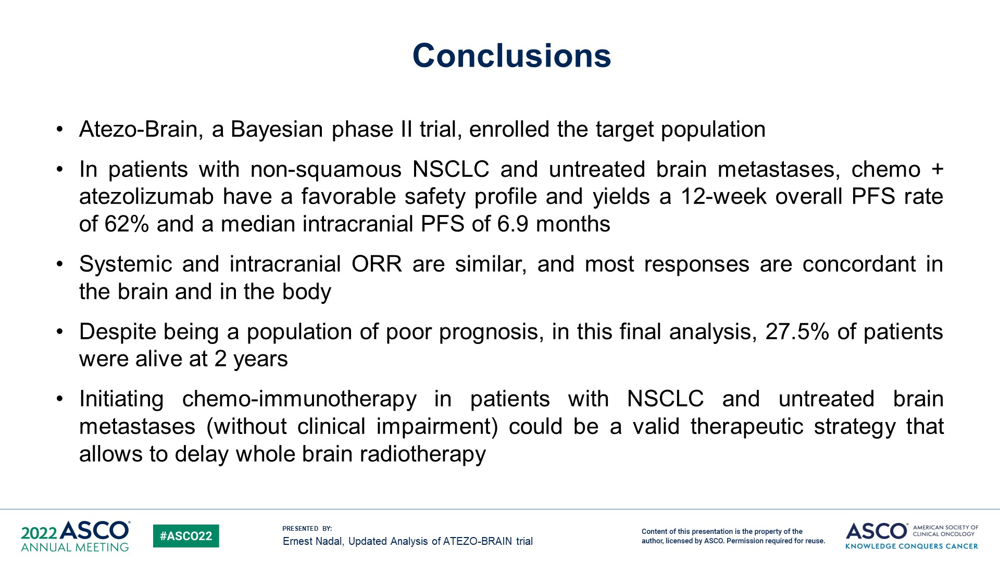 Conclusions
• Atezo-Brain, a Bayesian phase II trial, enrolled the target population
• In patients with non-squamous NSCLC and untreated brain metastases, chemo +
atezolizumab have a favorable safety profile and yields a 12-week overall PFS rate
of 62% and a median intracranial PFS of 6.9 months
• Systemic and intracranial ORR are similar, and most responses are concordant in
the brain and in the body
• Despite being a population of poor prognosis, in this final analysis, 27.5% of patients
were alive at 2 years
• Initiating chemo-immunotherapy in patients with NSCLC and untreated brain
metastases (without clinical impairment) could be a valid therapeutic strategy that
allows to delay whole brain radiotherapy
2022 ASCO®
ANNUAL MEETING
#ASCO22
PRESENTED BY:
Ernest Nadal, Updated Analysis of ATEZO-BRAIN trial
Content of this presentation is the property of the
author, licensed by ASCO. Permission required for reuse.
ASCO®
AMERICAN SOCIETY OF
CLINICAL ONCOLOGY
KNOWLEDGE CONQUERS CANCER